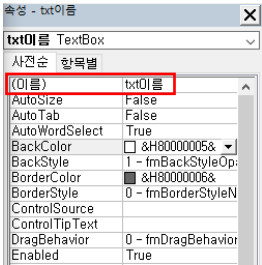 속성 - txt이름
txt이름 TextBox
사전순 항목별
(이름) txt이름
AutoSize False
AutoTab False
AutoWordSelect True
BackColor &H80000005&
BackStyle 1 - fmBackStyleOpa
BorderColor &H80000006&
BorderStyle 0 - fmBorderStyleN
ControlSource
ControlTipText
DragBehavior 0 - fmDragBehavior
Enabled True